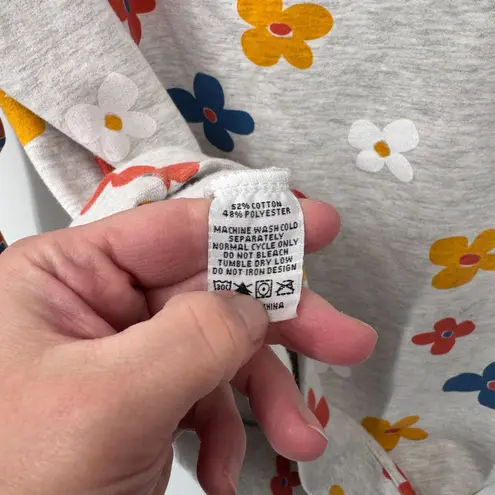 52% COTTON
48% POLYESTER
MACHINE WASH COLD
SEPARATELY
NORMAL CYCLE ONLY
DO NOT BLEACH
TUMBLE DRY LOW
DO NOT IRON DESIGN